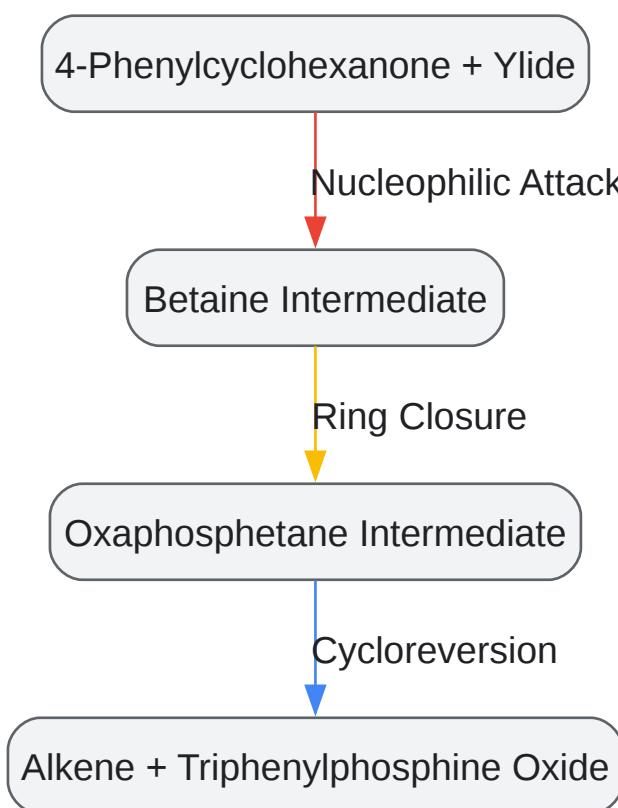 4-Phenylcyclohexanone + Ylide
Nucleophilic Attack
Betaine Intermediate
Ring Closure
Oxaphosphetane Intermediate
Cycloreversion
Alkene + Triphenylphosphine Oxide